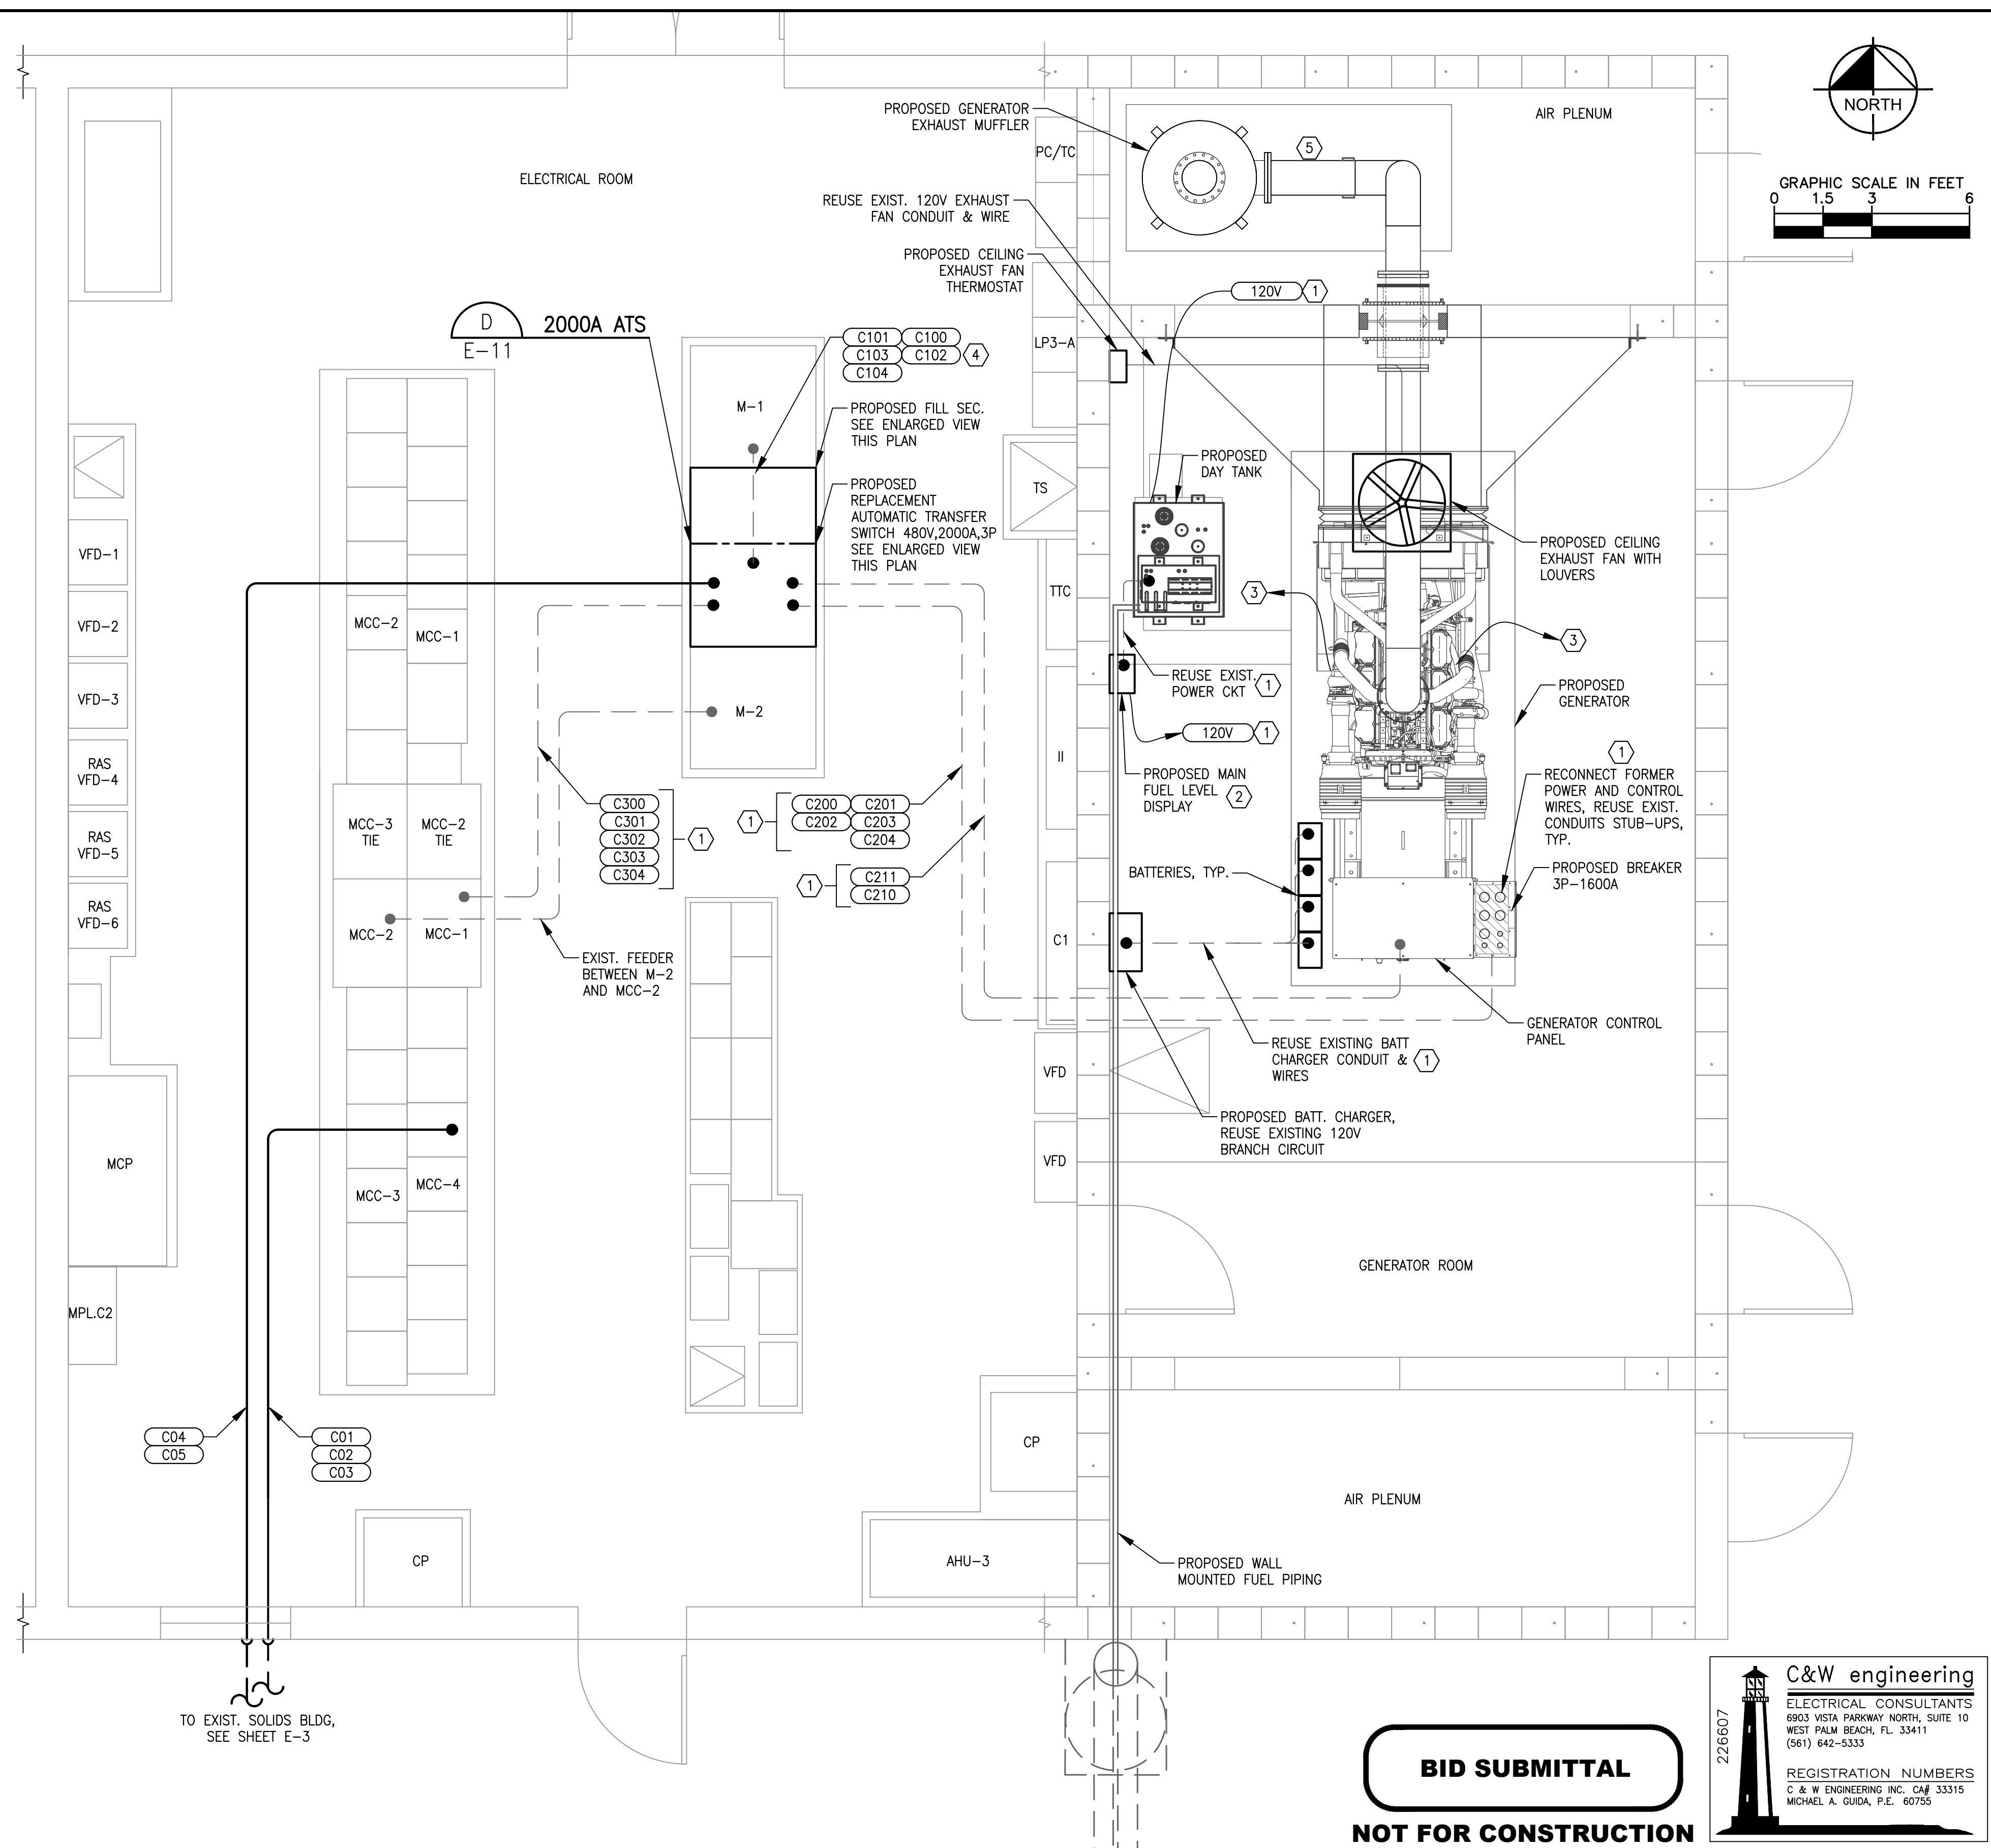 PROPOSED GENERATOR
EXHAUST MUFFLER
AIR PLENUM
NORTH
GRAPHIC SCALE IN FEET
0 1.5 3 6
5
PC/TC
ELECTRICAL ROOM
REUSE EXIST. 120V EXHAUST
FAN CONDUIT & WIRE
PROPOSED CEILING
EXHAUST FAN
THERMOSTAT
120V 1
D
E-11
2000A ATS
C101 C100
C103 C102 4
C104
LP3-A
M-1
PROPOSED FILL SEC.
SEE ENLARGED VIEW
THIS PLAN
PROPOSED
REPLACEMENT
AUTOMATIC TRANSFER
SWITCH 480V,2000A,3P
SEE ENLARGED VIEW
THIS PLAN
TS
PROPOSED
DAY TANK
PROPOSED CEILING
EXHAUST FAN WITH
LOUVERS
VFD-1
VFD-2
VFD-3
RAS
VFD-4
RAS
VFD-5
RAS
VFD-6
MCC-2
MCC-1
TTC
3
3
REUSE EXIST.
POWER CKT 1
120V 1
PROPOSED
GENERATOR
M-2
II
PROPOSED MAIN
FUEL LEVEL 2
DISPLAY
1
RECONNECT FORMER
POWER AND CONTROL
WIRES, REUSE EXIST.
CONDUITS STUB-UPS,
TYP.
MCC-3
TIE
MCC-2
TIE
C300
C301
C302
C303
C304
1
1
C200 C201
C202 C203
C204
1
C211
C210
BATTERIES, TYP.
PROPOSED BREAKER
3P-1600A
MCC-2
MCC-1
C1
EXIST. FEEDER
BETWEEN M-2
AND MCC-2
GENERATOR CONTROL
PANEL
REUSE EXISTING BATT
CHARGER CONDUIT & 1
WIRES
VFD
PROPOSED BATT. CHARGER,
REUSE EXISTING 120V
BRANCH CIRCUIT
VFD
MCP
MCC-3
MCC-4
GENERATOR ROOM
MPL.C2
C04
C05
C01
C02
C03
CP
AIR PLENUM
CP
AHU-3
PROPOSED WALL
MOUNTED FUEL PIPING
TO EXIST. SOLIDS BLDG,
SEE SHEET E-3
BID SUBMITTAL
NOT FOR CONSTRUCTION
226607
C&W engineering
ELECTRICAL CONSULTANTS
6903 VISTA PARKWAY NORTH, SUITE 10
WEST PALM BEACH, FL. 33411
(561) 642-5333
REGISTRATION NUMBERS
C & W ENGINEERING INC. CA# 33315
MICHAEL A. GUIDA, P.E. 60755